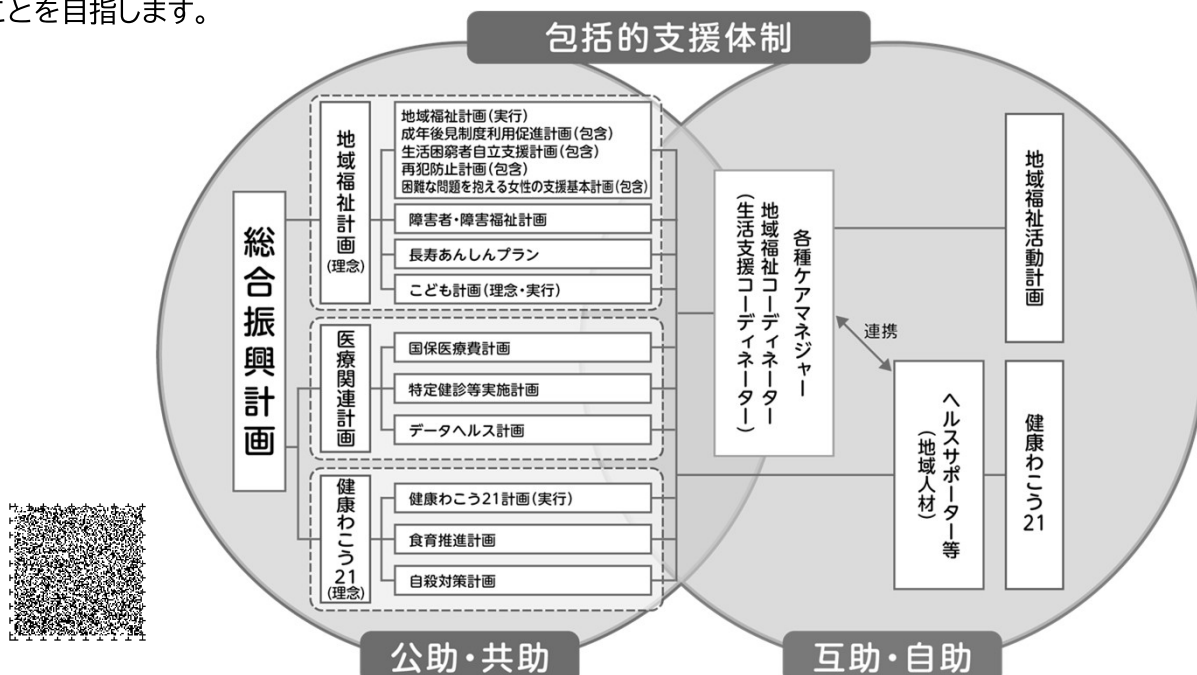 ことを目指します。
包括的支援体制
総合振興計画
地域福祉計画
(理念)
地域福祉計画(実行)
成年後見制度利用促進計画(包含)
生活困窮者自立支援計画(包含)
再犯防止計画(包含)
困難な問題を抱える女性の支援基本計画(包含)
障害者・障害福祉計画
長寿あんしんプラン
こども計画(理念・実行)
医療関連計画
国保医療費計画
特定健診等実施計画
データヘルス計画
健康わこう21
(理念)
健康わこう21計画(実行)
食育推進計画
自殺対策計画
各種ケアマネジャー
地域福祉コーディネーター
(生活支援コーディネーター)
連携
ヘルスサポーター等
(地域人材)
地域福祉活動計画
健康わこう21
公助・共助
互助・自助